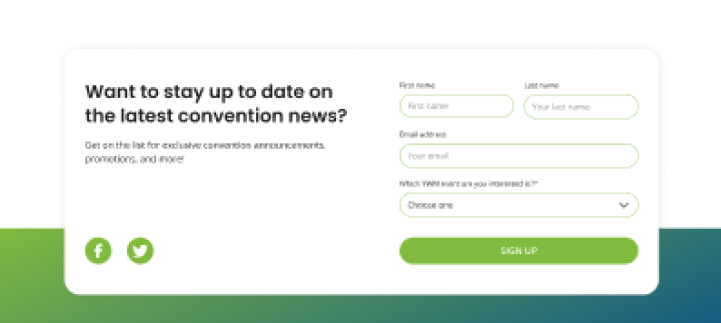 Want to stay up to date on
the latest convention news?
Get on the list for exclusive convention announcements,
promotions, and more!
First name
Last name
First name
Your last name
Email address
Your email
Which YWM event are you interested in?*
Choose one
SIGN UP